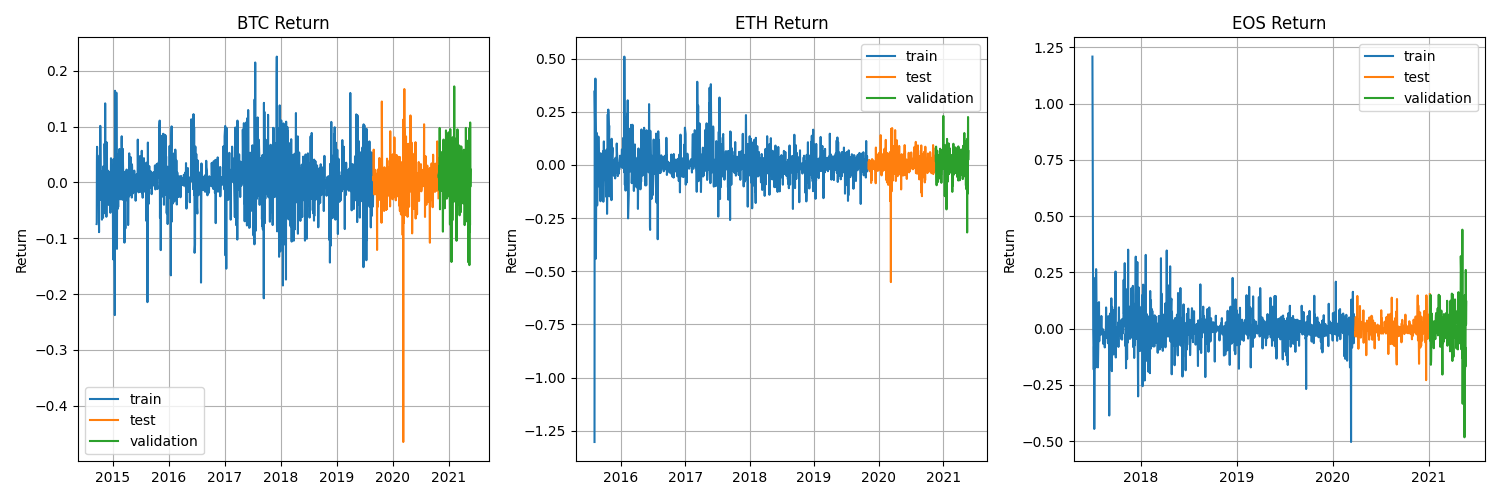 BTC Return
Return
0.2
0.1
0.0
−0.1
−0.2
−0.3
−0.4
train
test
validation
2015 2016 2017 2018 2019 2020 2021
ETH Return
Return
0.50
0.25
0.00
−0.25
−0.50
−0.75
−1.00
−1.25
train
test
validation
2016 2017 2018 2019 2020 2021
EOS Return
Return
1.25
1.00
0.75
0.50
0.25
0.00
−0.25
−0.50
train
test
validation
2018 2019 2020 2021